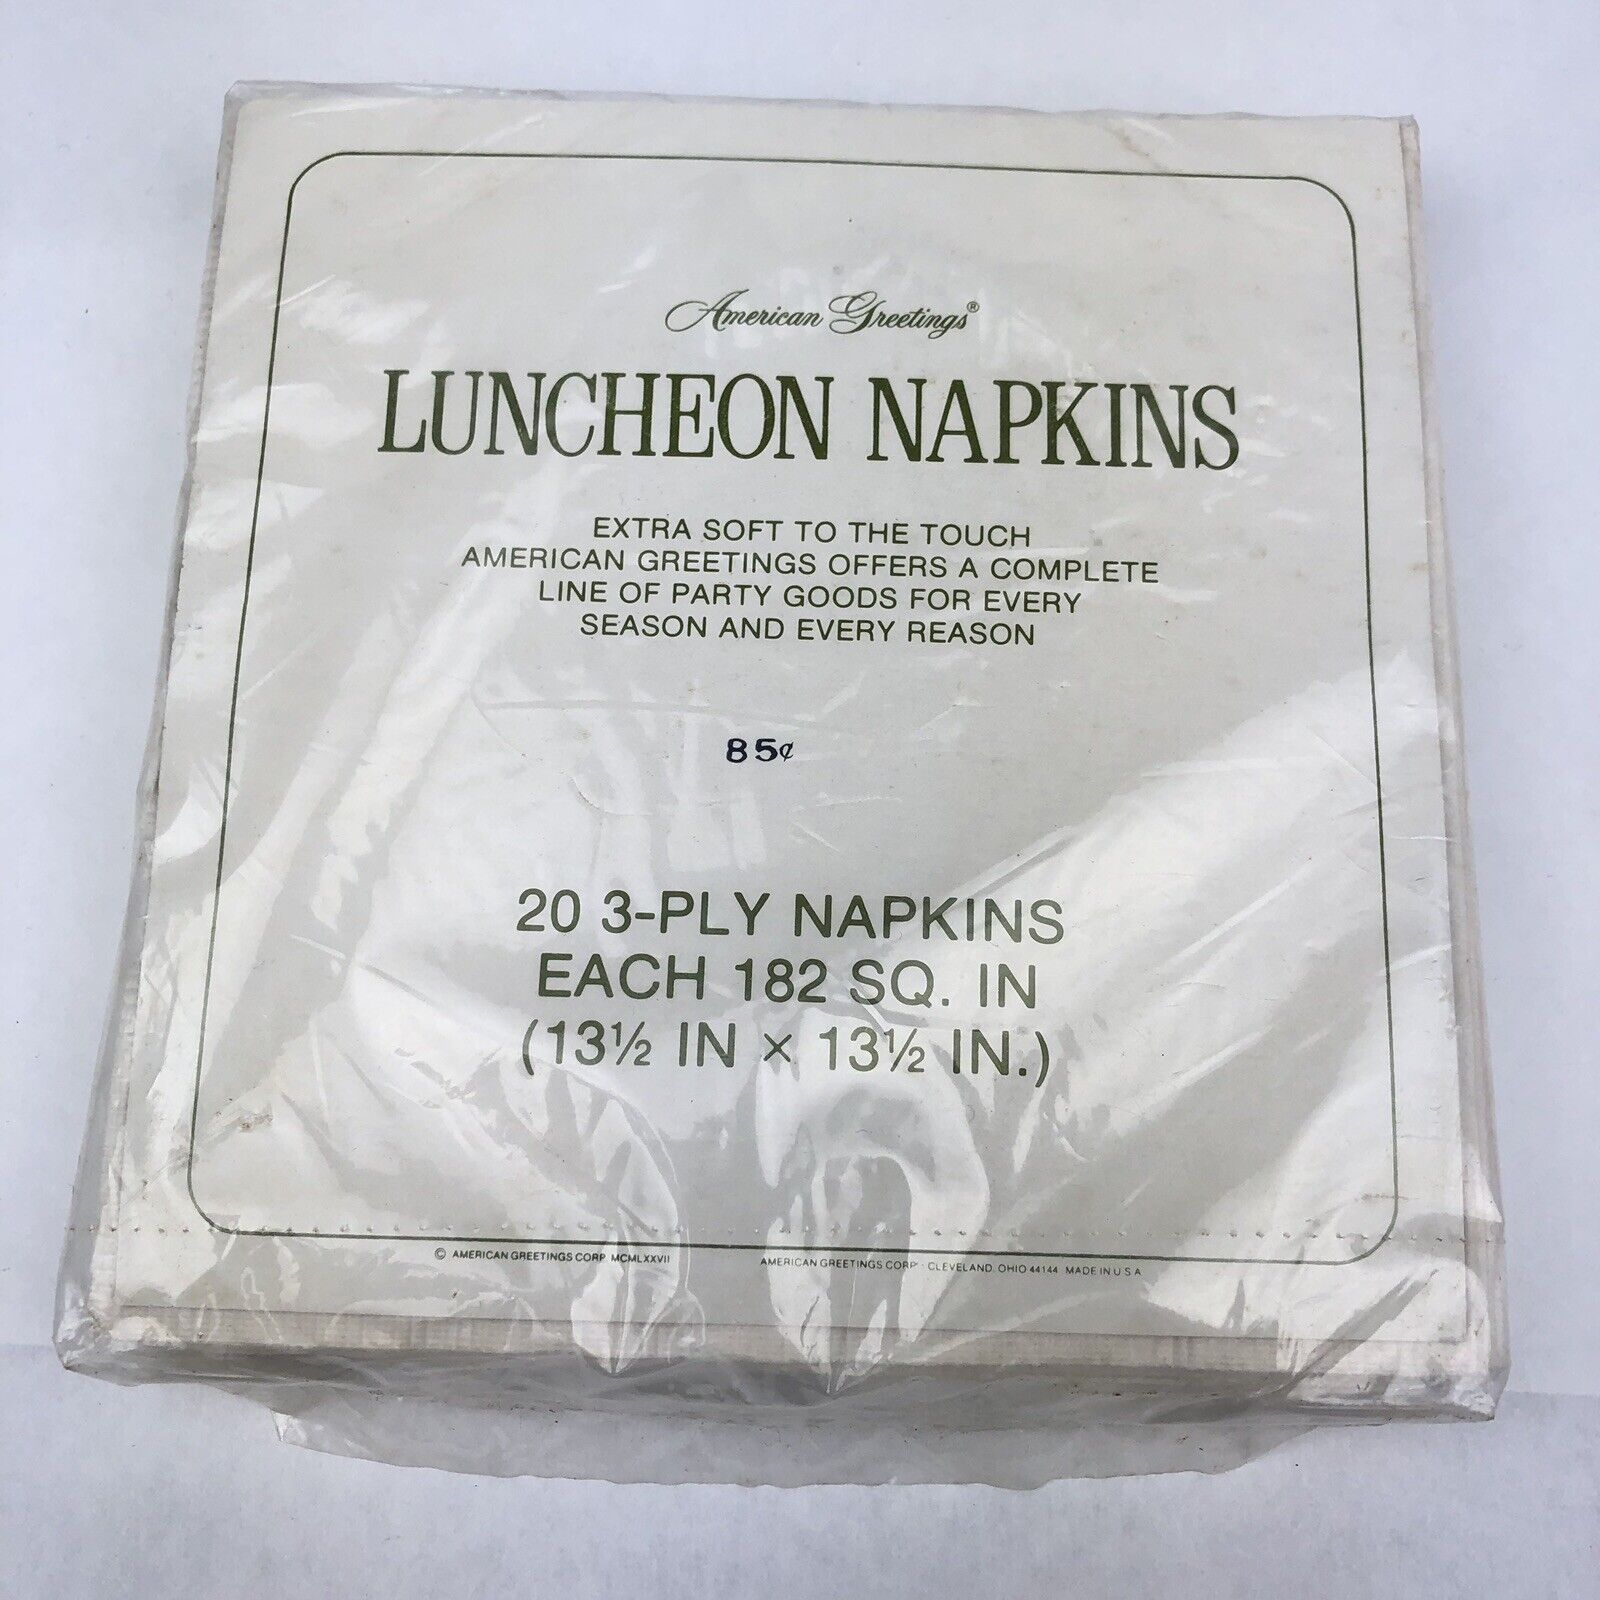 American Greetings®
LUNCHEON NAPKINS
EXTRA SOFT TO THE TOUCH
AMERICAN GREETINGS OFFERS A COMPLETE
LINE OF PARTY GOODS FOR EVERY
SEASON AND EVERY REASON
85¢
20 3-PLY NAPKINS
EACH 182 SQ. IN
(13½ IN × 13½ IN.)
© AMERICAN GREETINGS CORP MCMLXXVII
AMERICAN GREETINGS CORP · CLEVELAND, OHIO 44144 MADE IN U S A